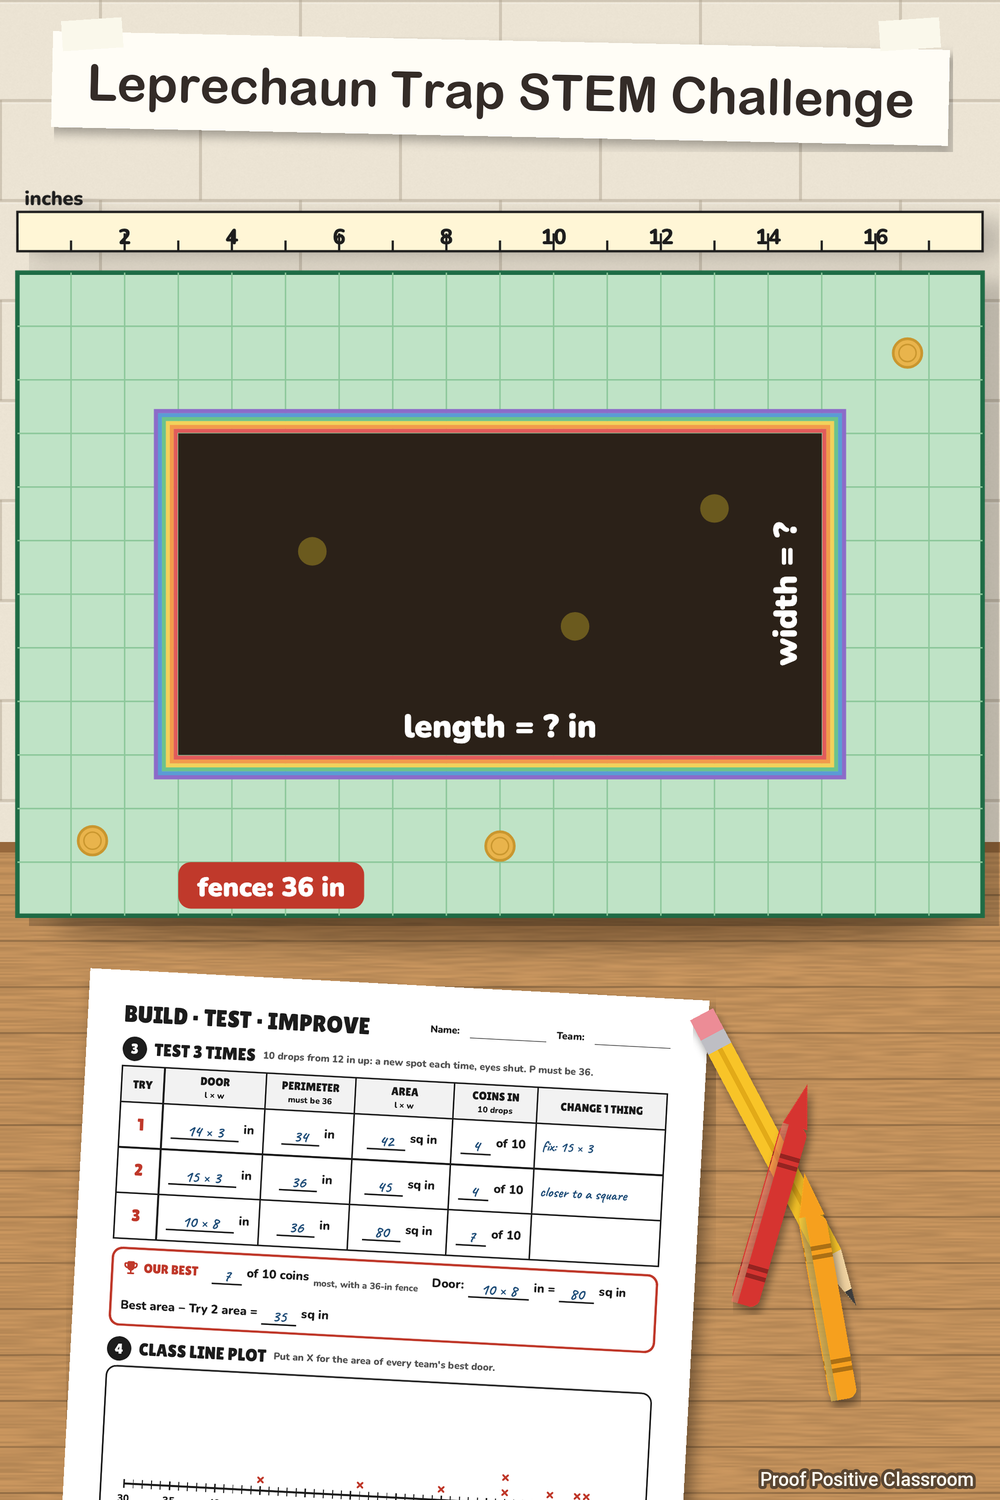 Leprechaun Trap STEM Challenge
inches
2 4 6 8 10 12 14 16
width = ?
length = ? in
fence: 36 in
BUILD · TEST · IMPROVE Name: Team:
3 TEST 3 TIMES 10 drops from 12 in up: a new spot each time, eyes shut. P must be 36.
TRY DOOR PERIMETER AREA COINS IN CHANGE 1 THING
l × w must be 36 l × w 10 drops
1 14 × 3 in 34 in 42 sq in 4 of 10 fix: 15 × 3
2 15 × 3 in 36 in 45 sq in 4 of 10 closer to a square
3 10 × 8 in 36 in 80 sq in 7 of 10
OUR BEST 7 of 10 coins most, with a 36-in fence Door: 10 × 8 in = 80 sq in
Best area – Try 2 area = 35 sq in
4 CLASS LINE PLOT Put an X for the area of every team's best door.
Proof Positive Classroom